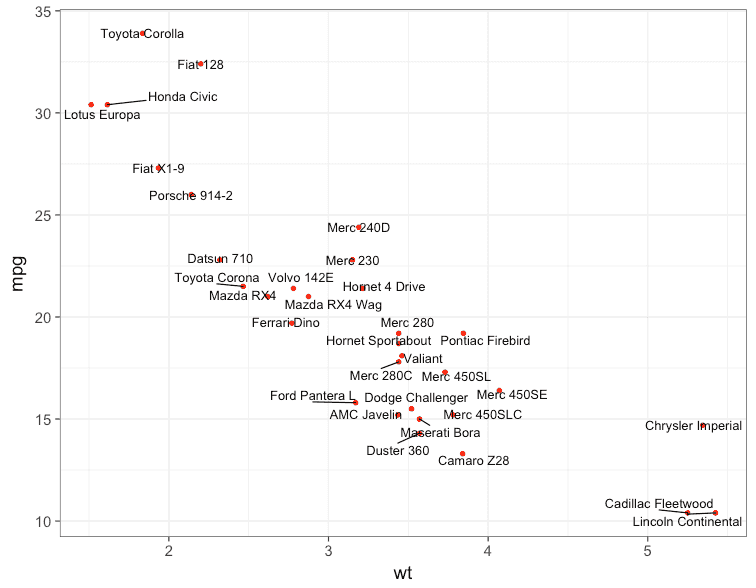 35
Toyota Corolla
Fiat 128
Honda Civic
30
Lotus Europa
Fiat X1-9
Porsche 914-2
25
Merc 240D
Datsun 710
Merc 230
mpg
Toyota Corona
Volvo 142E
Hornet 4 Drive
Mazda RX4
Mazda RX4 Wag
20
Ferrari Dino
Merc 280
Hornet Sportabout
Pontiac Firebird
Valiant
Merc 280C
Merc 450SL
Ford Pantera L
Dodge Challenger
Merc 450SE
15
AMC Javelin
Merc 450SLC
Maserati Bora
Chrysler Imperial
Duster 360
Camaro Z28
Cadillac Fleetwood
10
Lincoln Continental
2 3 4 5
wt